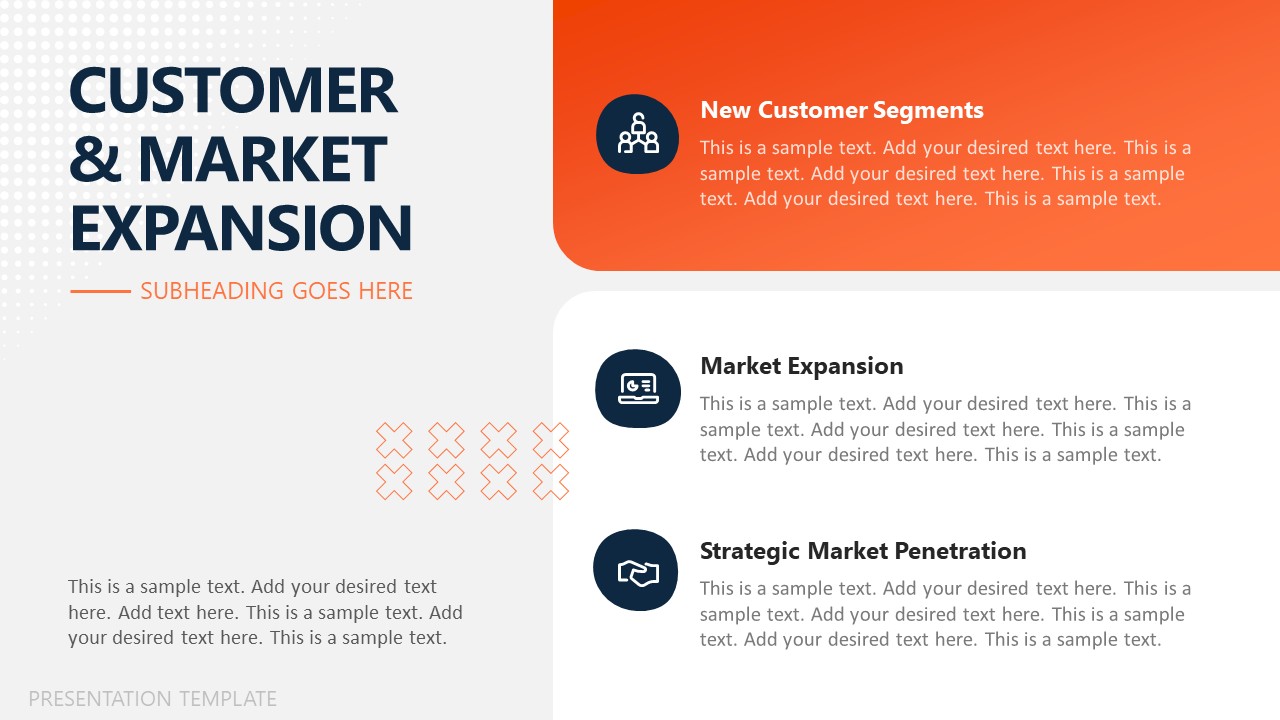 CUSTOMER
& MARKET
EXPANSION
SUBHEADING GOES HERE
This is a sample text. Add your desired text
here. Add text here. This is a sample text. Add
your desired text here. This is a sample text.
PRESENTATION TEMPLATE
New Customer Segments
This is a sample text. Add your desired text here. This is a
sample text. Add your desired text here. This is a sample
text. Add your desired text here. This is a sample text.
Market Expansion
This is a sample text. Add your desired text here. This is a
sample text. Add your desired text here. This is a sample
text. Add your desired text here. This is a sample text.
Strategic Market Penetration
This is a sample text. Add your desired text here. This is a
sample text. Add your desired text here. This is a sample
text. Add your desired text here. This is a sample text.